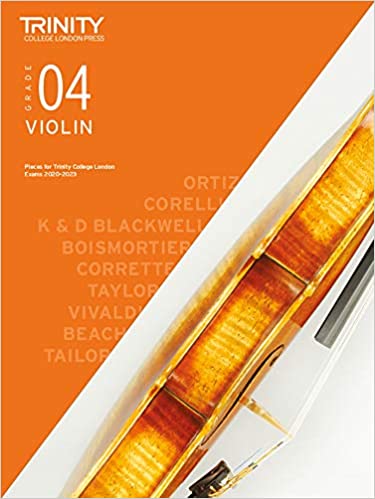 TRINITY
COLLEGE LONDON PRESS
GRADE
04
VIOLIN
Pieces for Trinity College London
Exams 2020-2023
ORTIZ
CORELLI
K & D BLACKWELL
BOISMORTIER
CORRETTE
TAYLOR
VIVALDI
BEACH
TAILOR